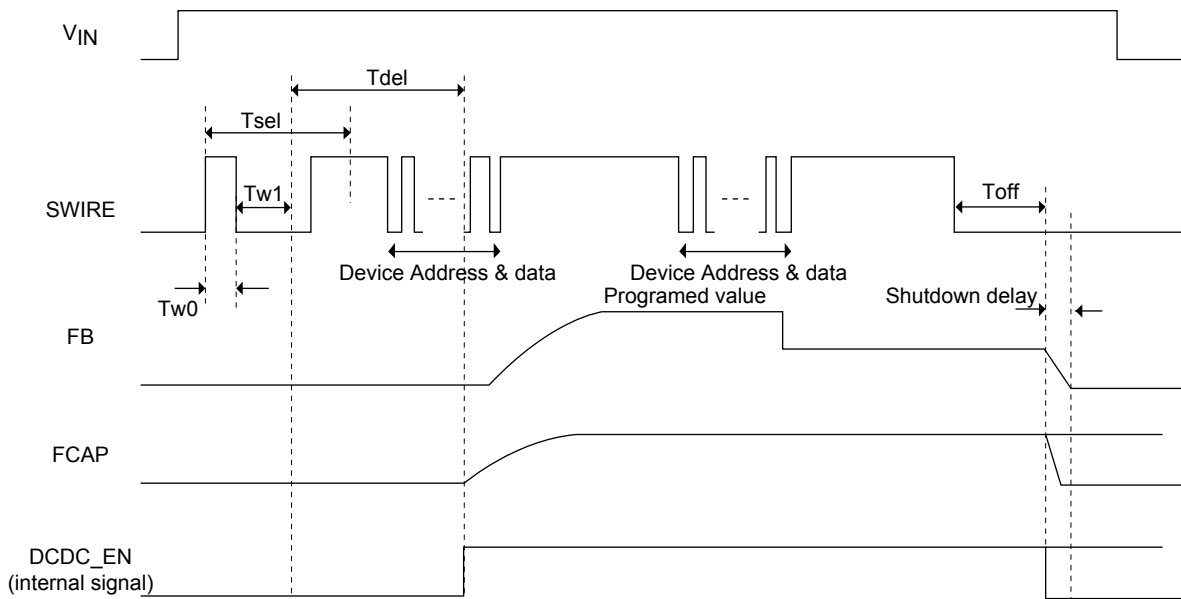 VIN
Tdel
Tsel
Tw1
SWIRE
Toff
Device Address & data
Device Address & data
Tw0
Programed value
Shutdown delay
FB
FCAP
DCDC_EN
(internal signal)